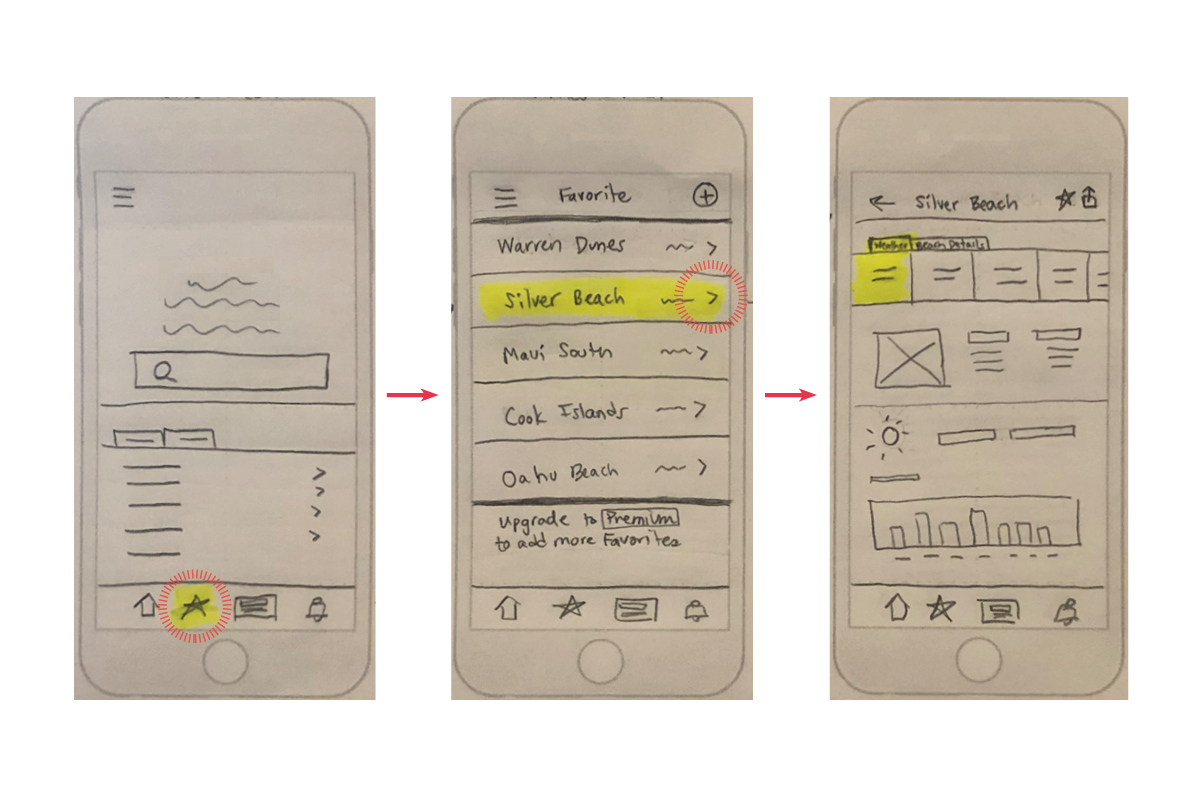 Favorite
Warren Dunes
Silver Beach
Maui South
Cook Islands
Oahu Beach
Upgrade to Premium
to add more Favorites
Silver Beach
Weather Beach Details